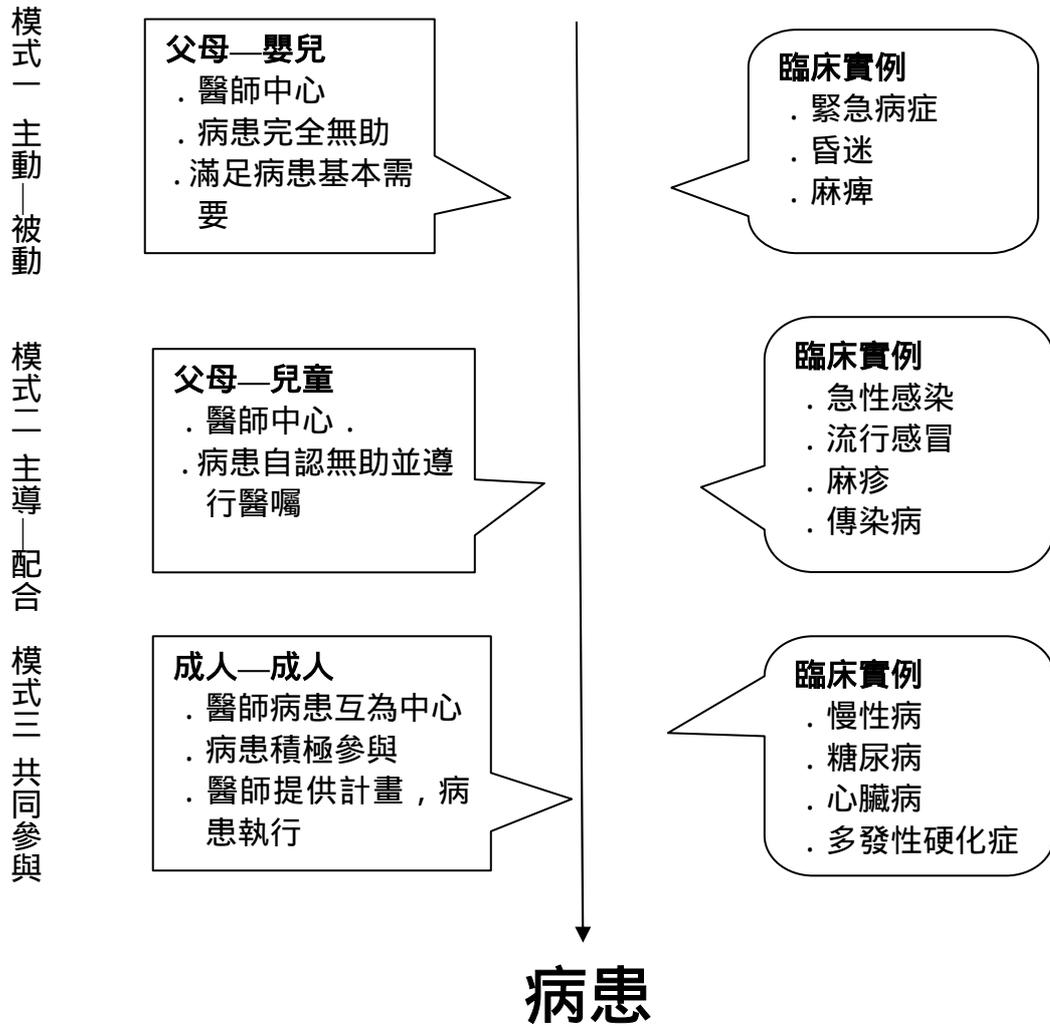 模式一 主動—被動
父母—嬰兒
．醫師中心
．病患完全無助
．滿足病患基本需
要
臨床實例
．緊急病症
．昏迷
．麻痺
模式二 主導—配合
父母—兒童
．醫師中心．
．病患自認無助並遵
行醫囑
臨床實例
．急性感染
．流行感冒
．麻疹
．傳染病
模式三 共同參與
成人—成人
．醫師病患互為中心
．病患積極參與
．醫師提供計畫，病
患執行
臨床實例
．慢性病
．糖尿病
．心臟病
．多發性硬化症
病患